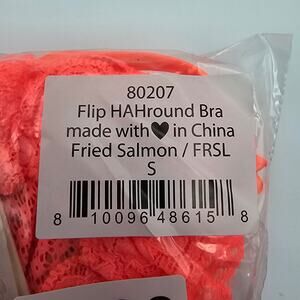 80207
Flip HAHround Bra
made with🖤in China
Fried Salmon / FRSL
S
8 10096 48615 8